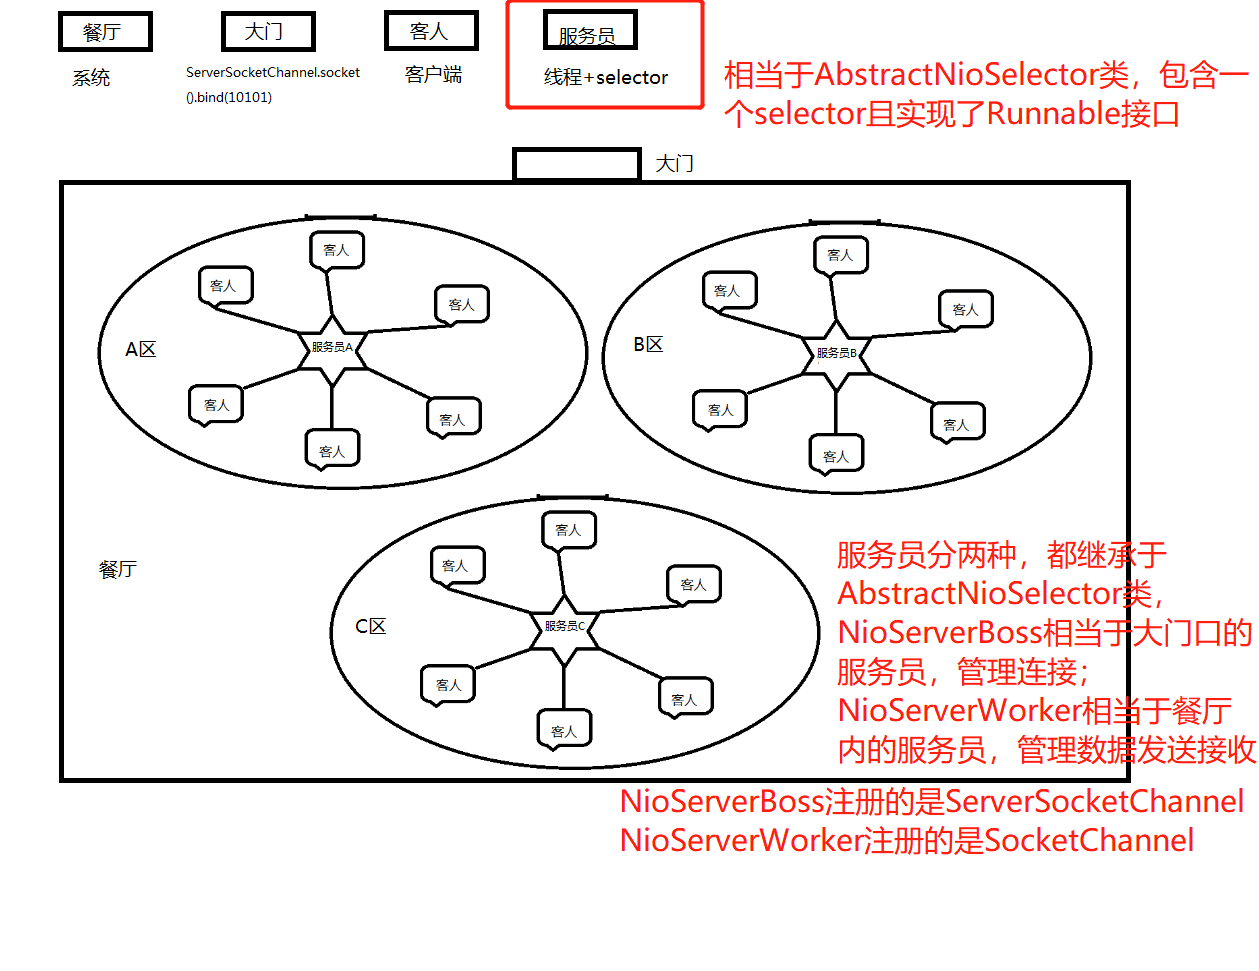 餐厅
大门
客人
服务员
系统
ServerSocketChannel.socket
().bind(10101)
客户端
线程+selector
相当于AbstractNioSelector类，包含一
个selector且实现了Runnable接口
大门
客人
客人
客人
A区
服务员A
客人
客人
客人
客人
客人
客人
B区
服务员B
客人
客人
客人
餐厅
客人
客人
客人
C区
服务员C
客人
客人
客人
服务员分两种，都继承于
AbstractNioSelector类，
NioServerBoss相当于大门口的
服务员，管理连接；
NioServerWorker相当于餐厅
内的服务员，管理数据发送接收
NioServerBoss注册的是ServerSocketChannel
NioServerWorker注册的是SocketChannel